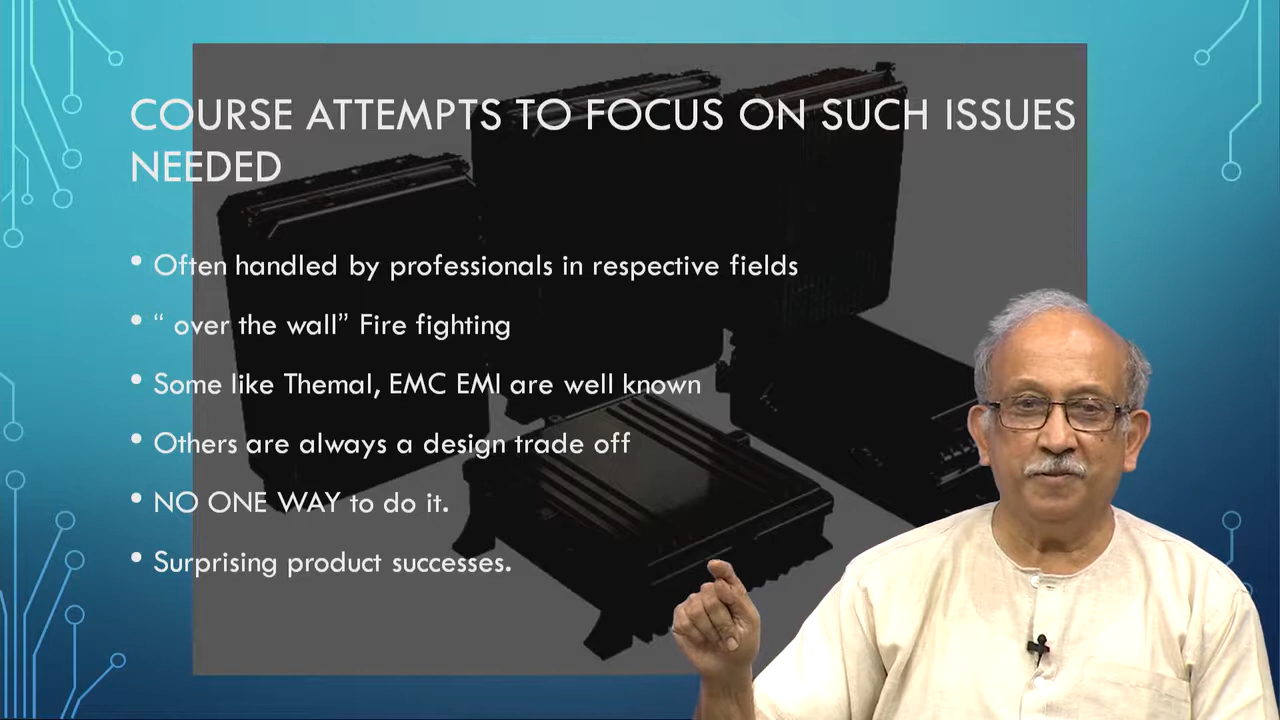 COURSE ATTEMPTS TO FOCUS ON SUCH ISSUES
NEEDED
• Often handled by professionals in respective fields
• “ over the wall” Fire fighting
• Some like Themal, EMC EMI are well known
• Others are always a design trade off
• NO ONE WAY to do it.
• Surprising product successes.